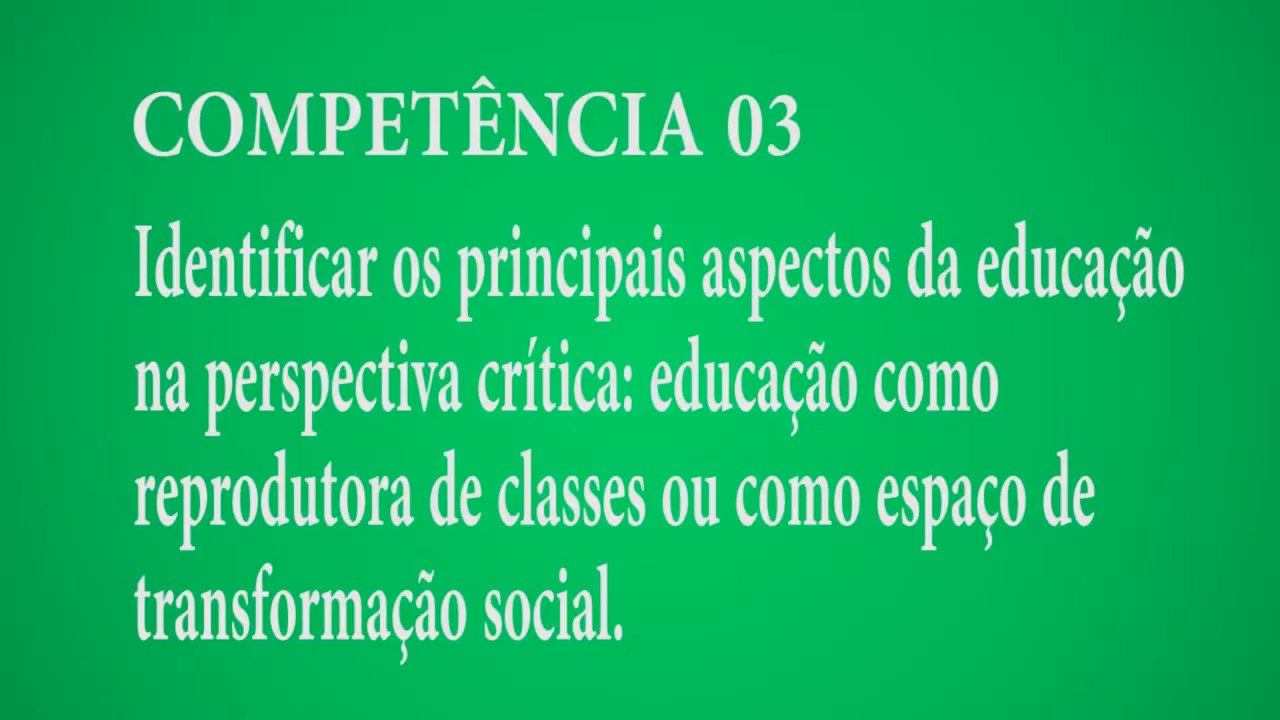 COMPETÊNCIA 03
Identificar os principais aspectos da educação
na perspectiva crítica: educação como
reprodutora de classes ou como espaço de
transformação social.